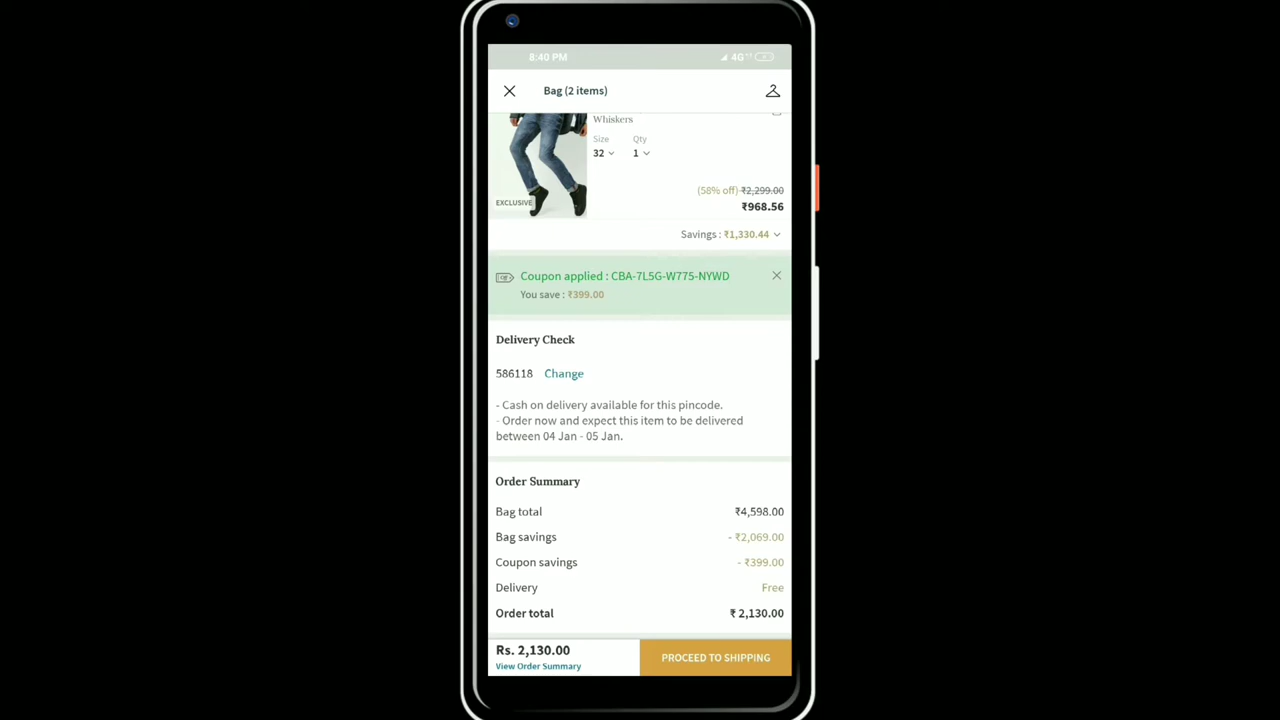 8:40 PM 4G
Bag (2 items)
Whiskers
Size Qty
32 1
(58% off) ₹2,299.00
EXCLUSIVE ₹968.56
Savings : ₹1,330.44
Coupon applied : CBA-7L5G-W775-NYWD
You save : ₹399.00
Delivery Check
586118 Change
- Cash on delivery available for this pincode.
- Order now and expect this item to be delivered
between 04 Jan - 05 Jan.
Order Summary
Bag total ₹4,598.00
Bag savings - ₹2,069.00
Coupon savings - ₹399.00
Delivery Free
Order total ₹ 2,130.00
Rs. 2,130.00 PROCEED TO SHIPPING
View Order Summary